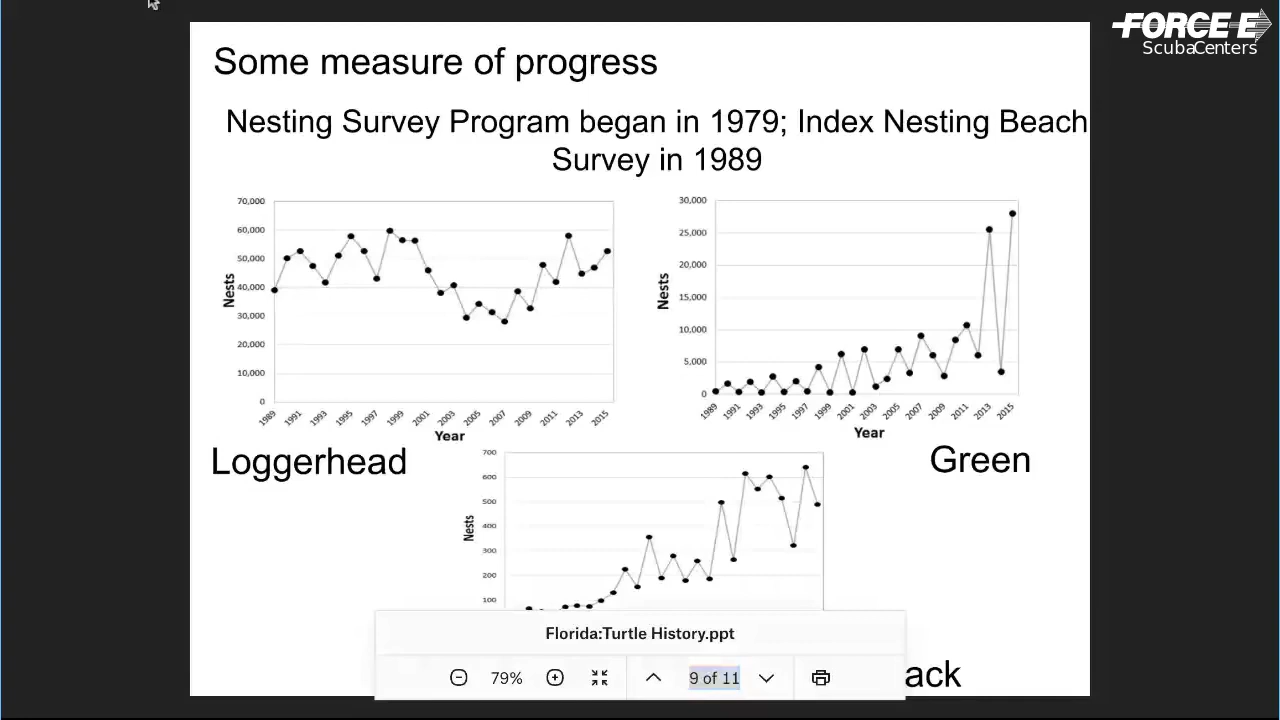 FORCE E
ScubaCenters
Some measure of progress
Nesting Survey Program began in 1979; Index Nesting Beach
Survey in 1989
70,000
60,000
50,000
40,000
30,000
20,000
10,000
0
Nests
1989 1991 1993 1995 1997 1999 2001 2003 2005 2007 2009 2011 2013 2015
Year
Loggerhead
30,000
25,000
20,000
15,000
10,000
5,000
0
Nests
1989 1991 1993 1995 1997 1999 2001 2003 2005 2007 2009 2011 2013 2015
Year
Green
700
600
500
400
300
200
100
Nests
ack
Florida:Turtle History.ppt
79%
9 of 11